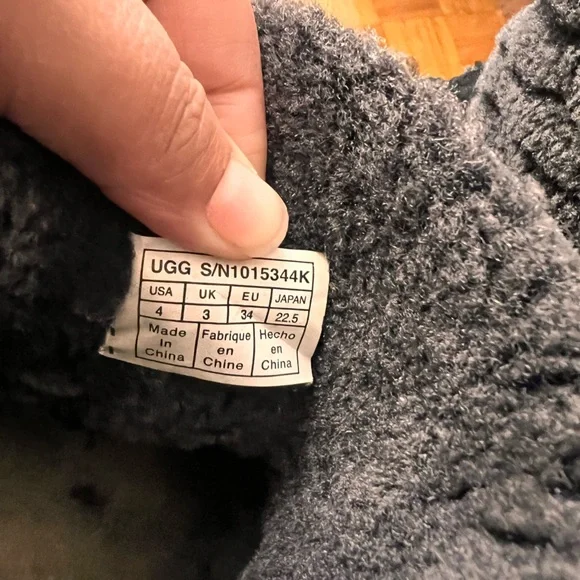 UGG S/N1015344K
USA UK EU JAPAN
4 3 34 22.5
Made Fabrique Hecho
In en en
China Chine China